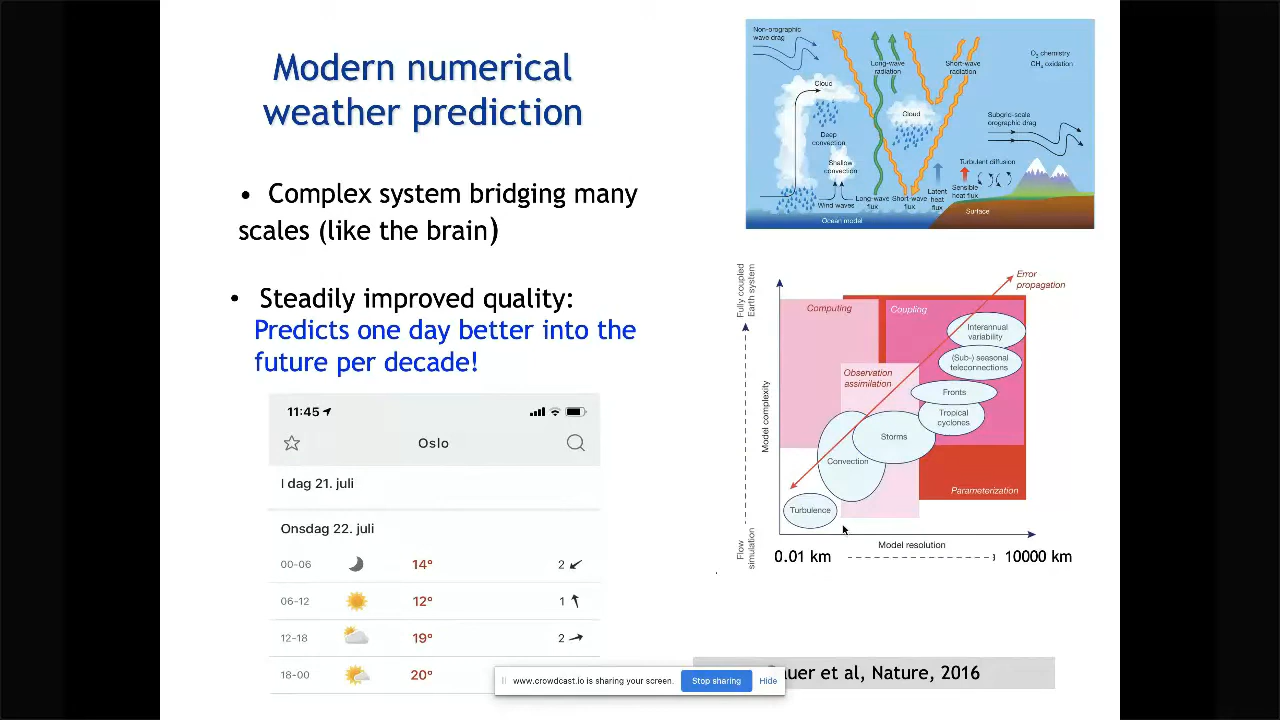 Modern numerical
weather prediction
• Complex system bridging many
scales (like the brain)
• Steadily improved quality:
Predicts one day better into the
future per decade!
11:45
Oslo
I dag 21. juli
Onsdag 22. juli
00-06 14° 2
06-12 12° 1
12-18 19° 2
18-00 20°
Non-orographic
wave drag
Cloud
Deep
convection
Shallow
convection
Wind waves
Long-wave
radiation
Cloud
Short-wave
radiation
O3 chemistry
CH4 oxidation
Subgrid-scale
orographic drag
Turbulent diffusion
Long-wave
flux
Short-wave
flux
Latent
heat
flux
Sensible
heat flux
Ocean model
Surface
Fully coupled
Earth system
Model complexity
Flow
simulation
Error
propagation
Computing
Coupling
Interannual
variability
(Sub-) seasonal
teleconnections
Observation
assimilation
Fronts
Tropical
cyclones
Storms
Convection
Parameterization
Turbulence
Model resolution
0.01 km
10000 km
www.crowdcast.io is sharing your screen.
Stop sharing
Hide
et al, Nature, 2016